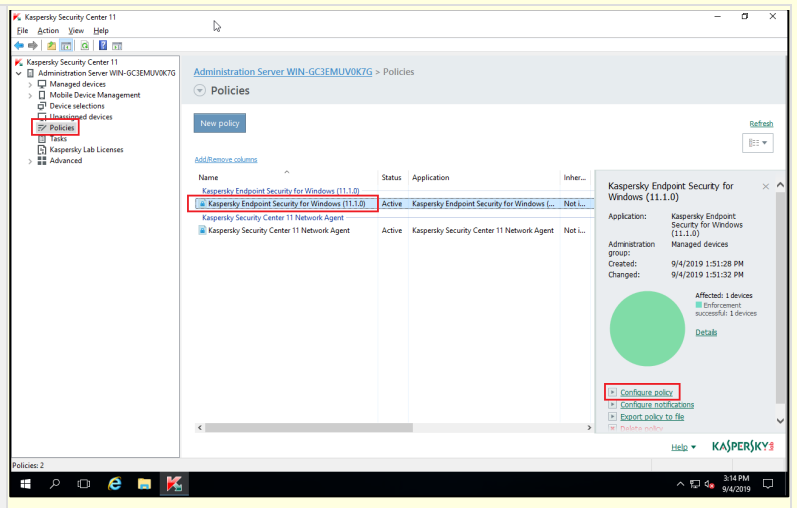 Kaspersky Security Center 11
File Action View Help
Kaspersky Security Center 11
Administration Server WIN-GC3EMUV0K7G
Managed devices
Mobile Device Management
Device selections
Unassigned devices
Policies
Tasks
Kaspersky Lab Licenses
Advanced
Administration Server WIN-GC3EMUV0K7G > Policies
Policies
New policy
Refresh
Add/Remove columns
Name Status Application Inher...
Kaspersky Endpoint Security for Windows (11.1.0)
Kaspersky Endpoint Security for Windows (11.1.0) Active Kaspersky Endpoint Security for Windows (... Not i...
Kaspersky Security Center 11 Network Agent
Kaspersky Security Center 11 Network Agent Active Kaspersky Security Center 11 Network Agent Not i...
Kaspersky Endpoint Security for
Windows (11.1.0)
Application: Kaspersky Endpoint
Security for Windows
(11.1.0)
Administration Managed devices
group:
Created: 9/4/2019 1:51:28 PM
Changed: 9/4/2019 1:51:32 PM
Affected: 1 devices
Enforcement
successful: 1 devices
Details
Configure policy
Configure notifications
Export policy to file
Delete policy
Help
KASPERSKY
Policies: 2
3:14 PM
9/4/2019